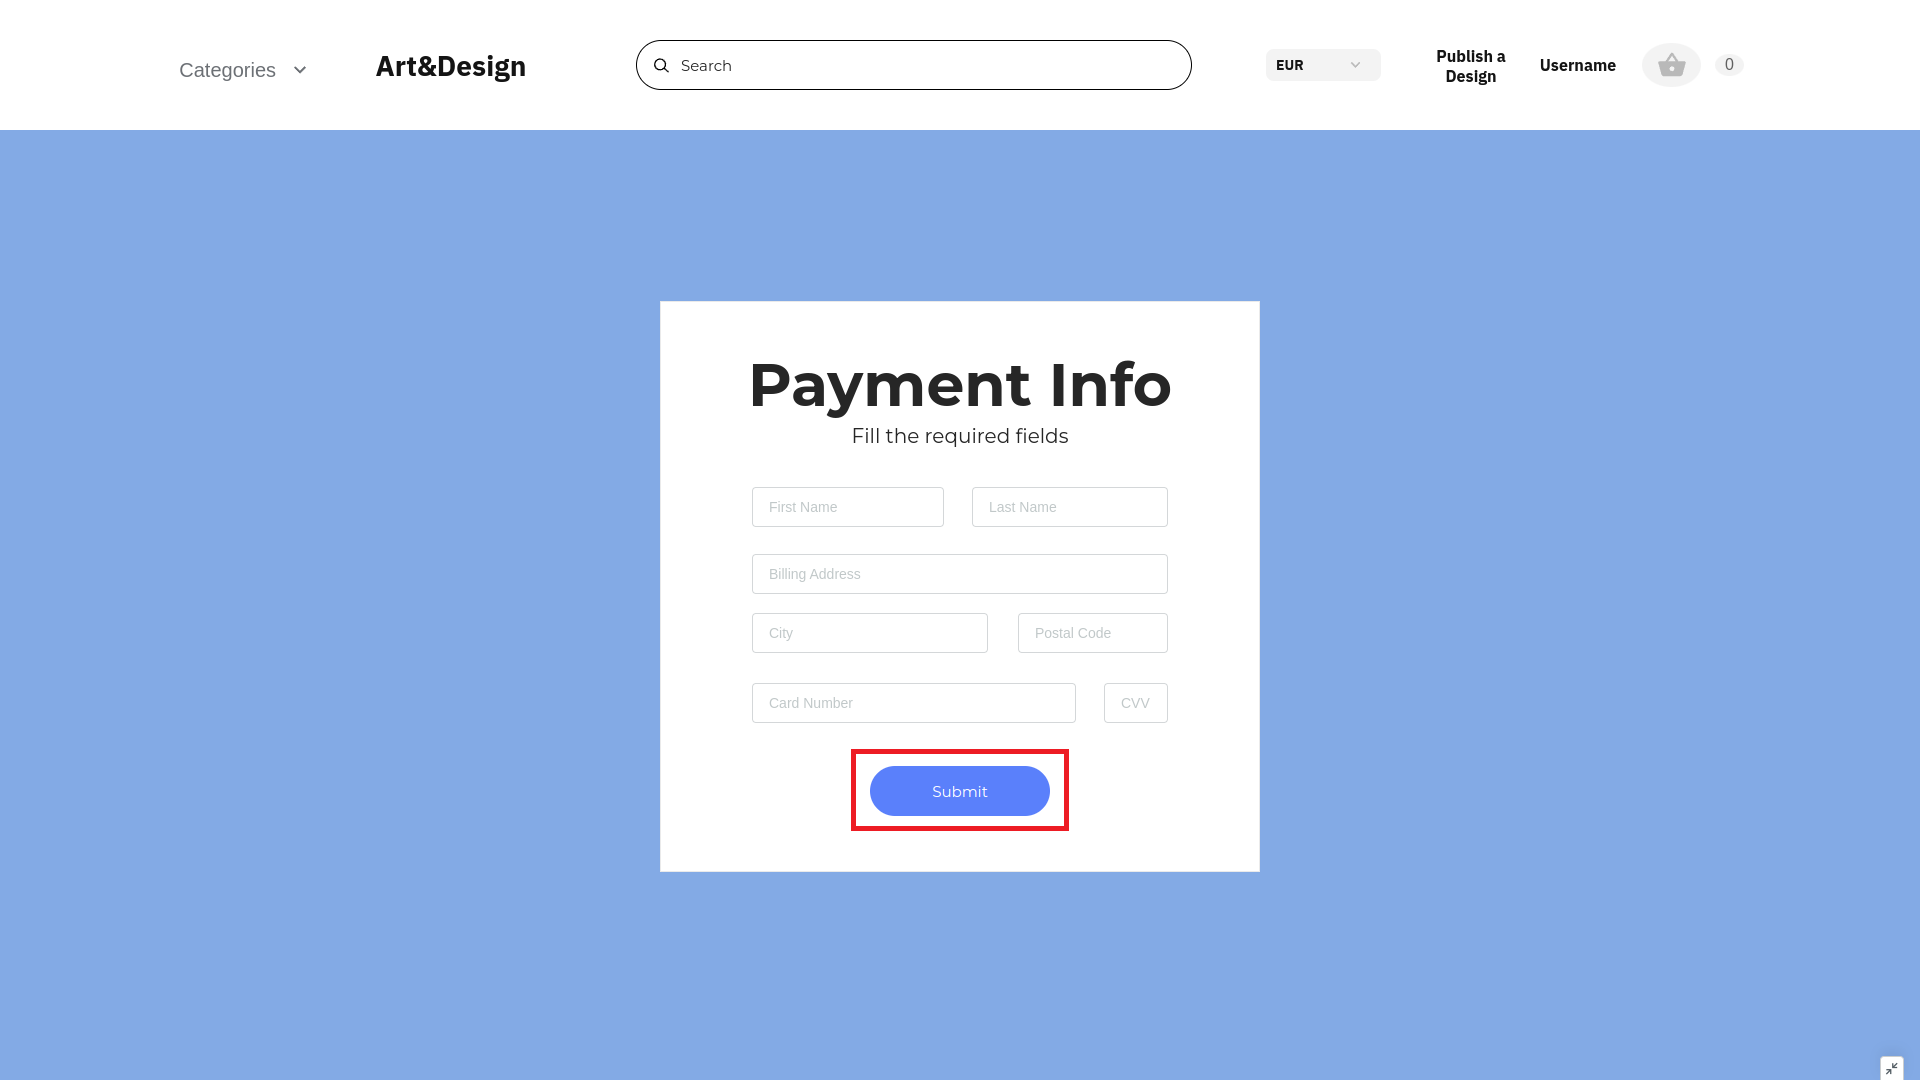 Categories
Art&Design
Search
EUR
Publish a
Design
Username
0
Payment Info
Fill the required fields
First Name
Last Name
Billing Address
City
Postal Code
Card Number
CVV
Submit